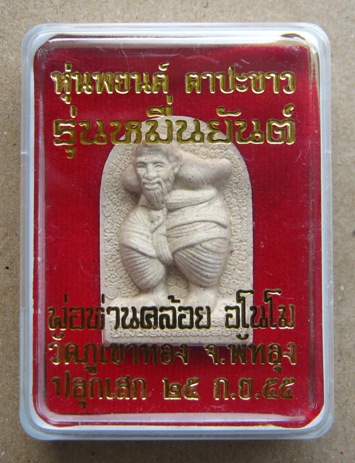 หุ่นพยนต์ ตาปะขาว
รุ่นหมื่นยันต์
พ่อท่านคล้อย อโนโม
วัดภูเขาทอง จ.พัทลุง
ปลุกเสก ๒๕ ก.ย.๕๕